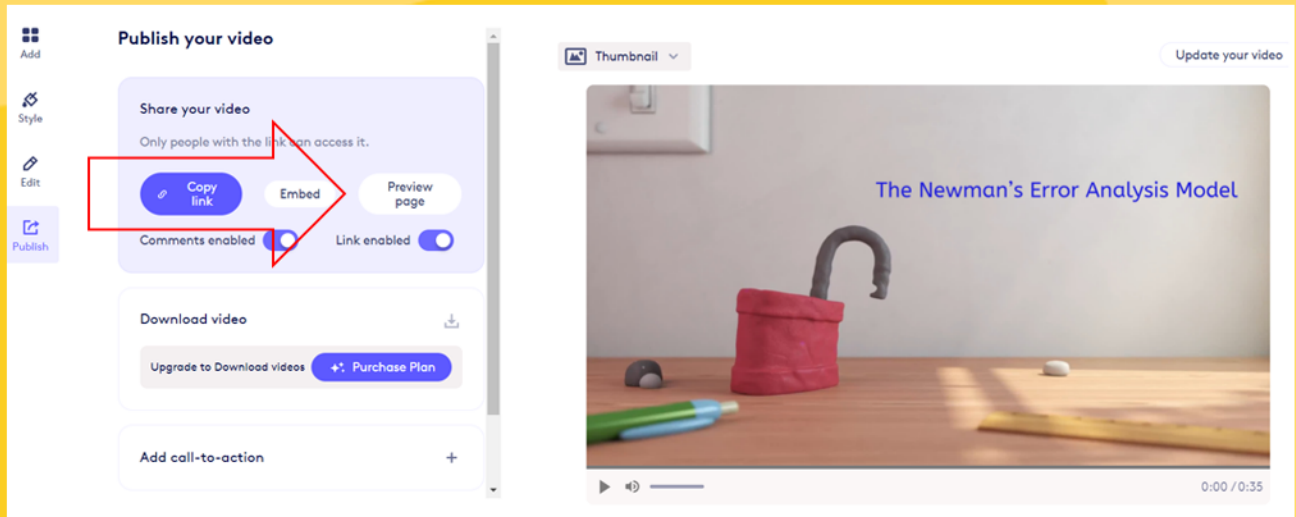 Add
Style
Edit
Publish
Publish your video
Share your video
Only people with the link can access it.
Copy
link
Embed
Preview
page
Comments enabled
Link enabled
Download video
Upgrade to Download videos
Purchase Plan
Add call-to-action
Thumbnail
Update your video
The Newman's Error Analysis Model
0:00 / 0:35